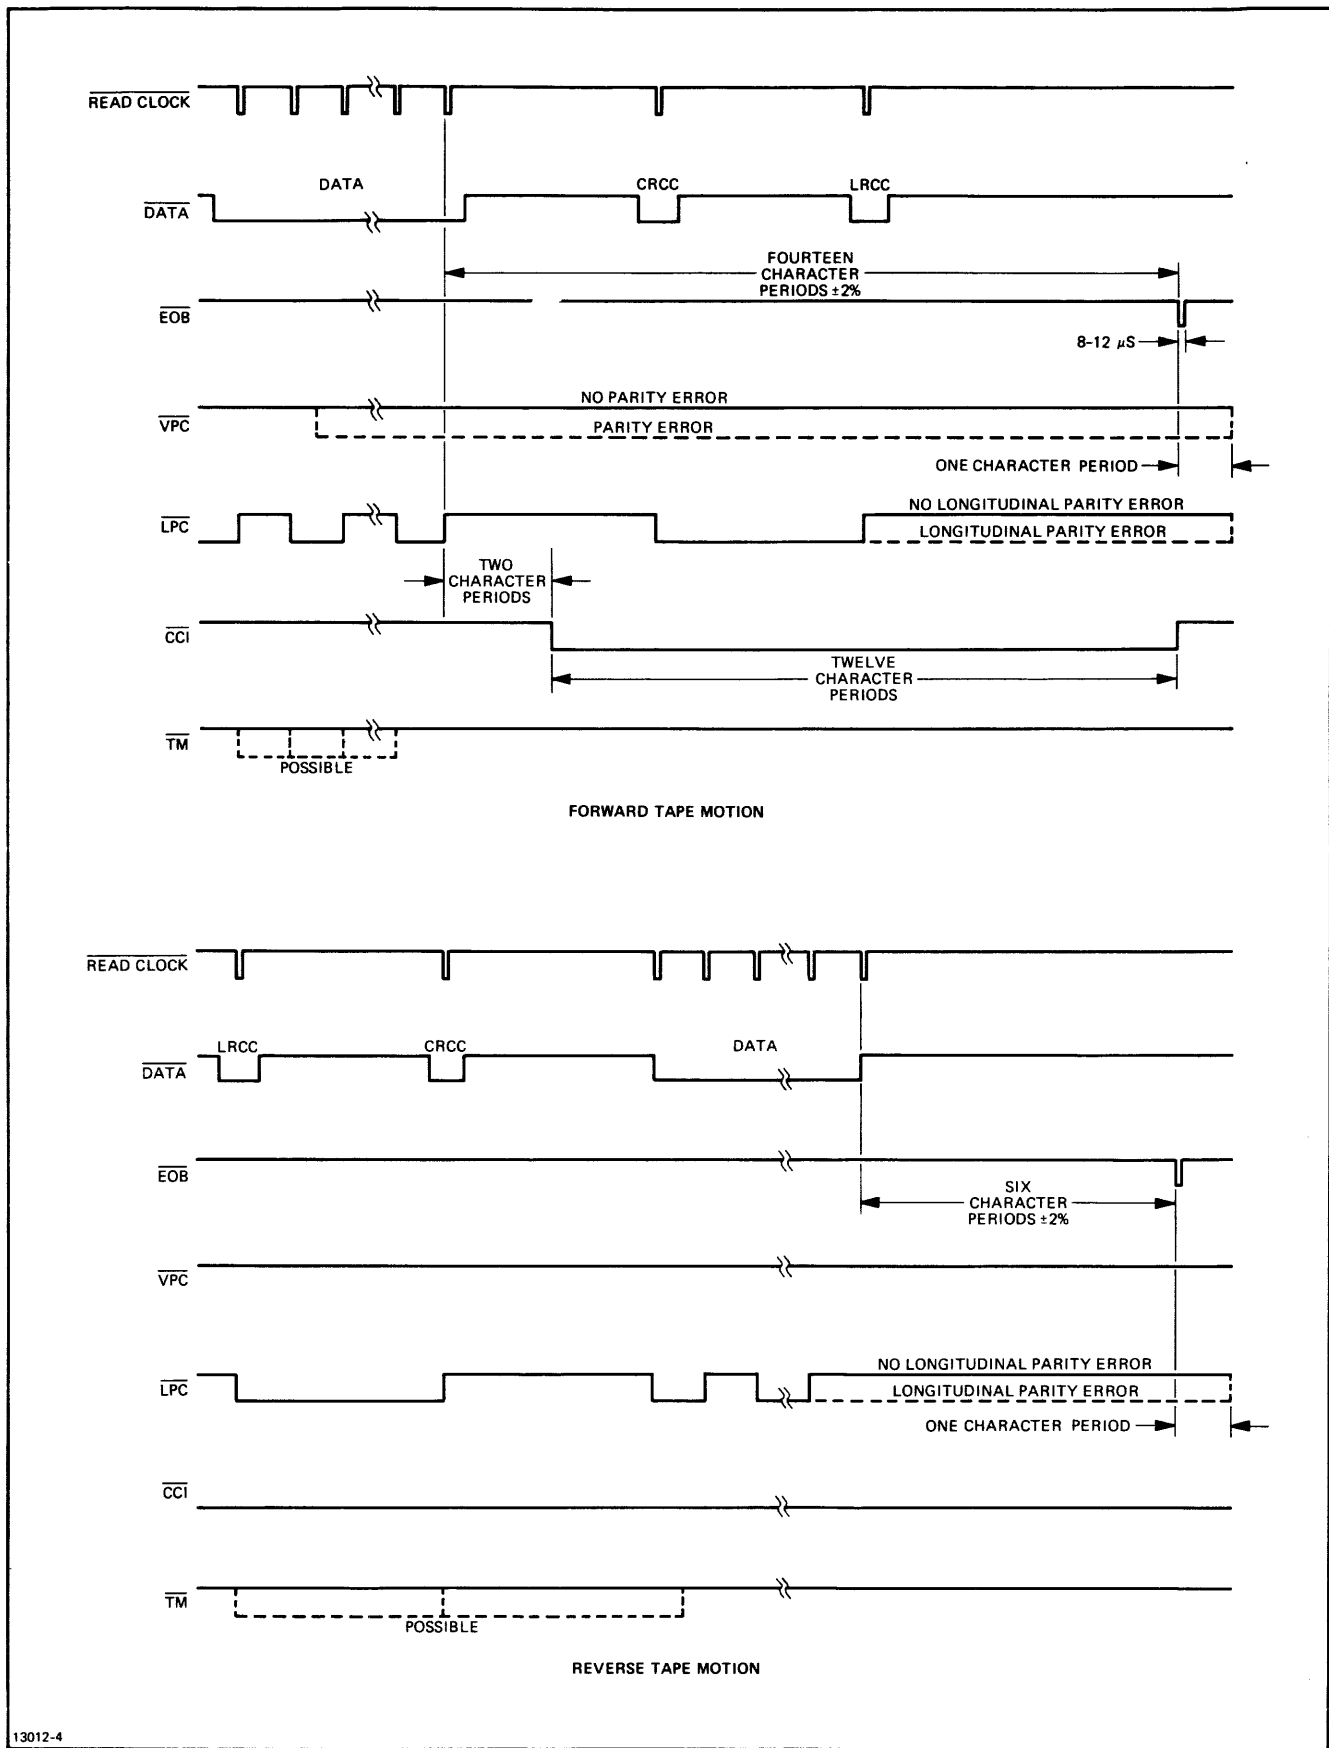 READ CLOCK
DATA
CRCC
LRCC
DATA
FOURTEEN
CHARACTER
PERIODS ±2%
EOB
8-12 μS
NO PARITY ERROR
VPC
PARITY ERROR
ONE CHARACTER PERIOD
NO LONGITUDINAL PARITY ERROR
LPC
LONGITUDINAL PARITY ERROR
TWO
CHARACTER
PERIODS
CCI
TWELVE
CHARACTER
PERIODS
TM
POSSIBLE
FORWARD TAPE MOTION
READ CLOCK
LRCC
CRCC
DATA
DATA
EOB
SIX
CHARACTER
PERIODS ±2%
VPC
NO LONGITUDINAL PARITY ERROR
LPC
LONGITUDINAL PARITY ERROR
ONE CHARACTER PERIOD
CCI
TM
POSSIBLE
REVERSE TAPE MOTION
13012-4